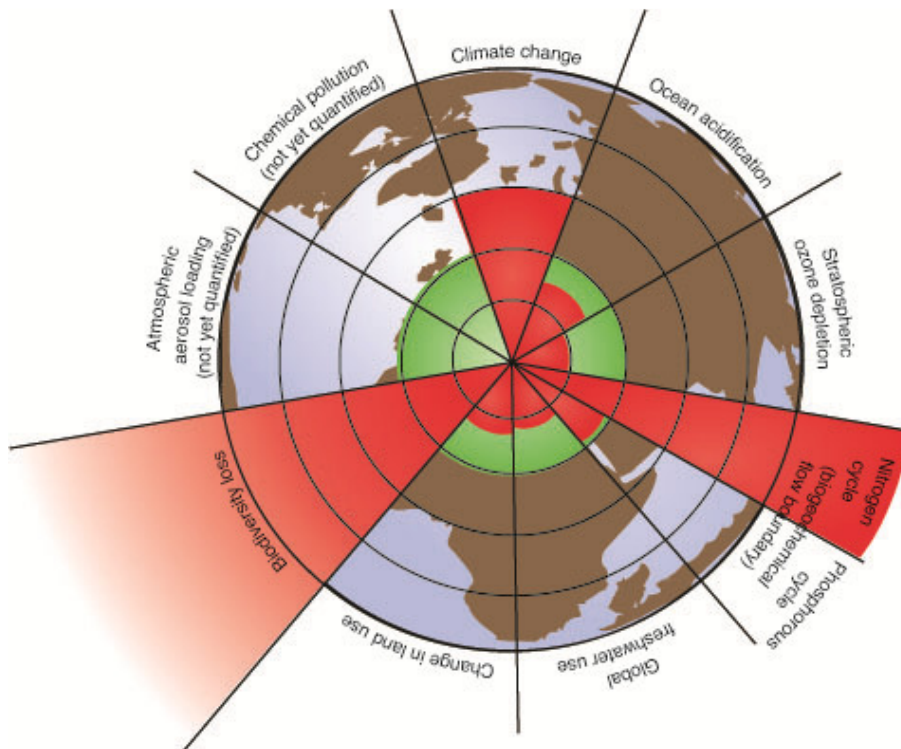 Climate change
Ocean acidification
Stratospheric
ozone depletion
Nitrogen
cycle
(biogeochemical
flow boundary)
Phosphorous
cycle
Global
freshwater use
Change in land use
Biodiversity loss
Atmospheric
aerosol loading
(not yet quantified)
Chemical pollution
(not yet quantified)